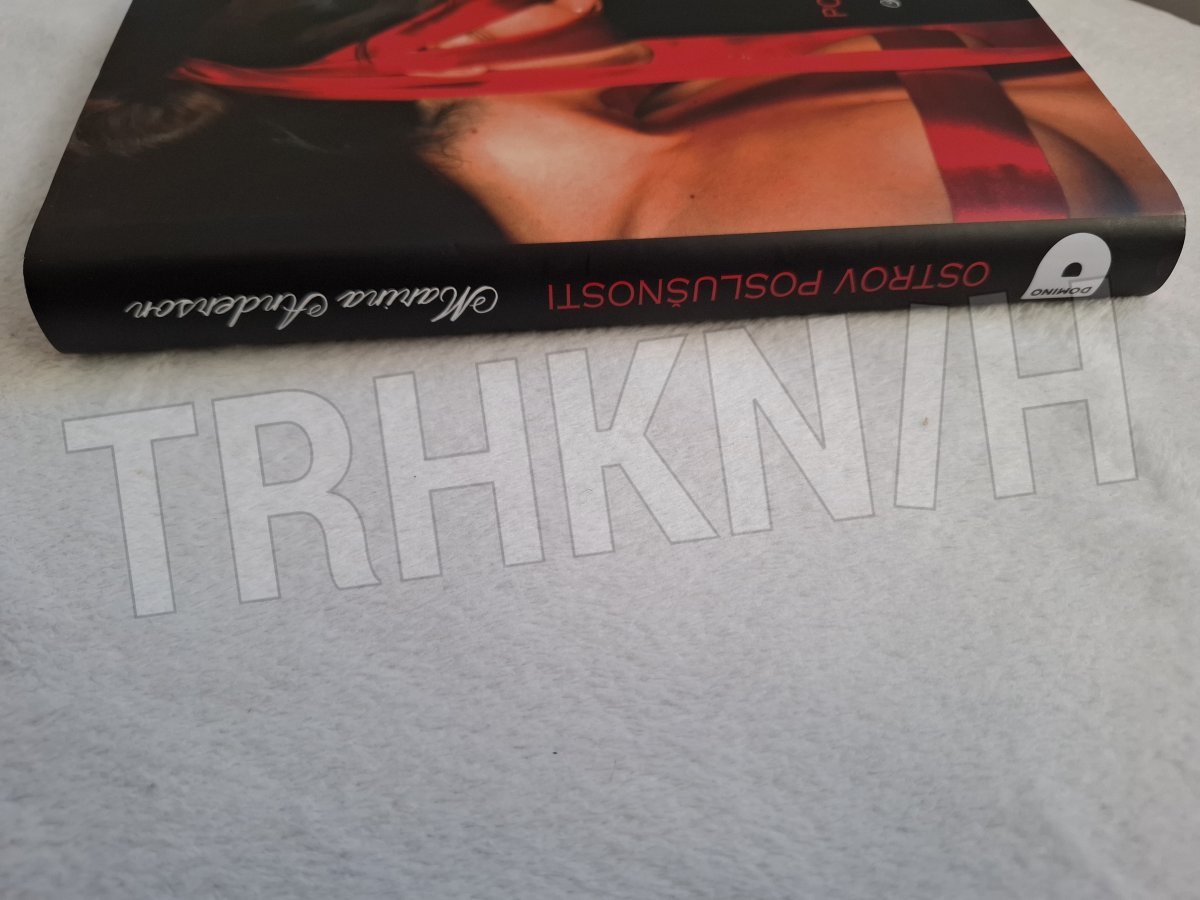 Marina Anderson
OSTROV POSLUŠNOSTI
DOMINO
TRHKNIH